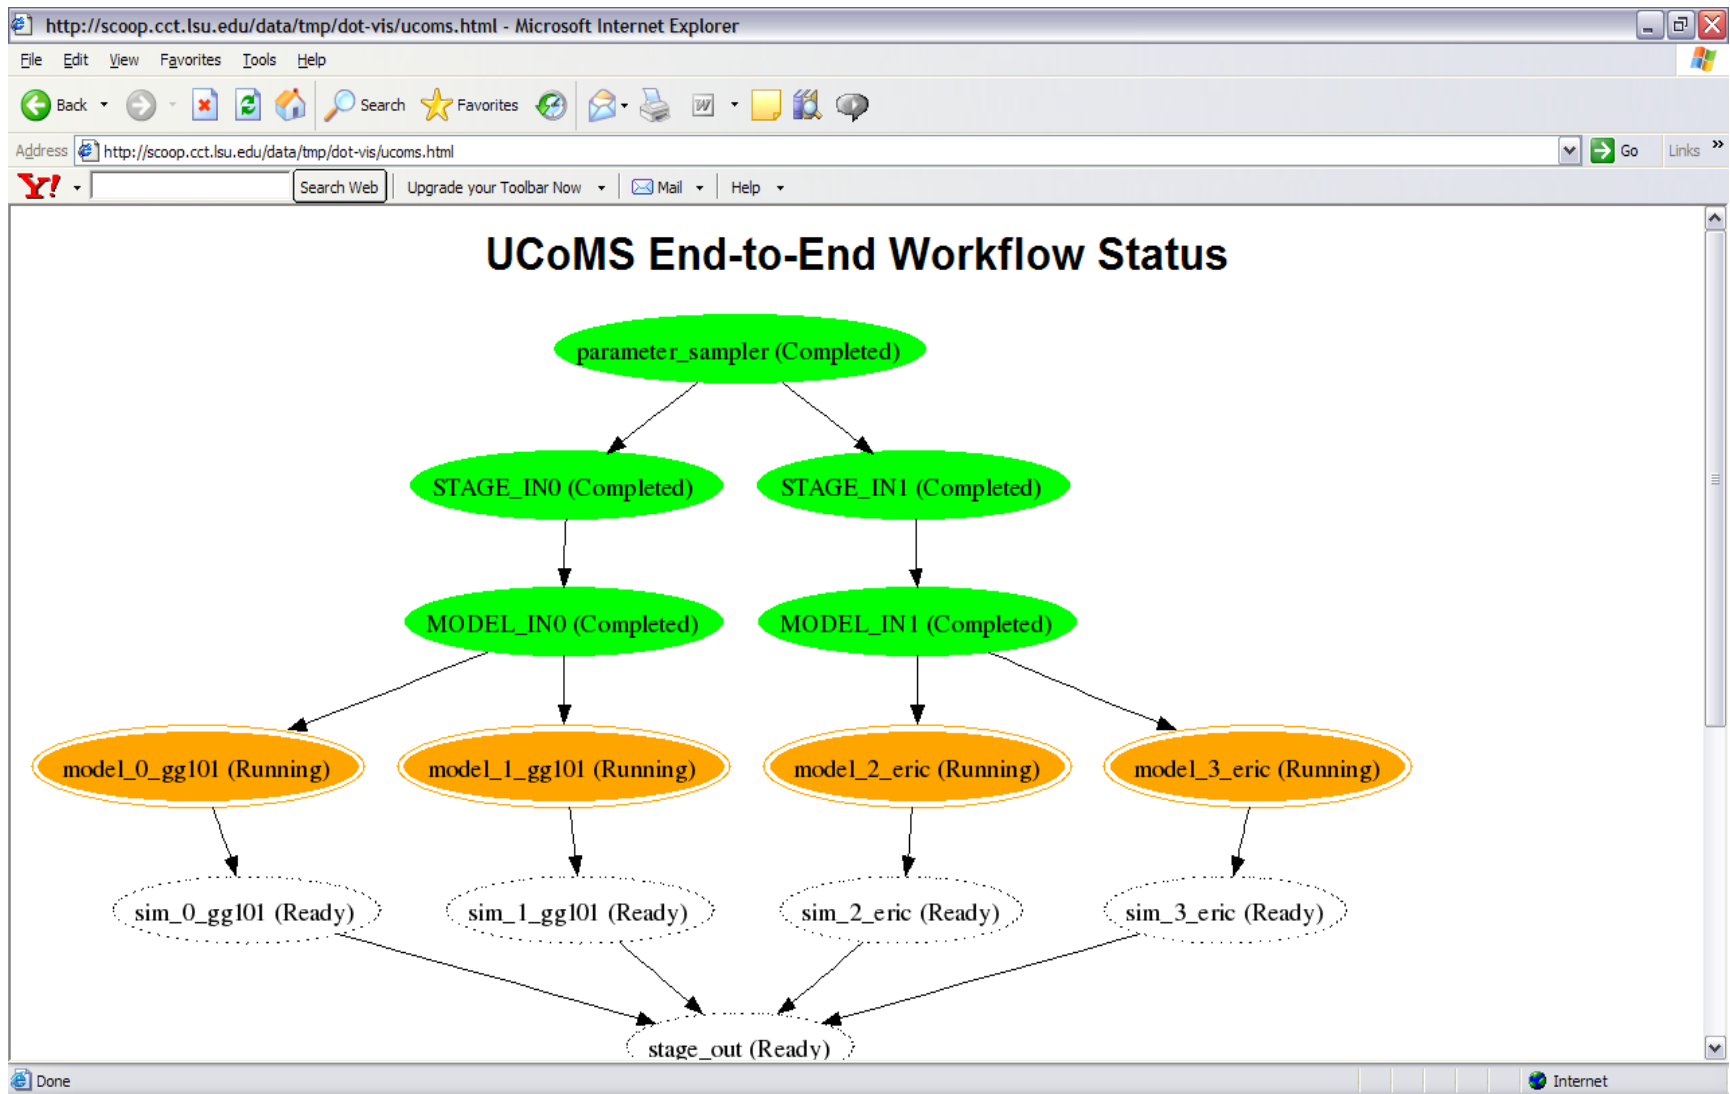 http://scoop.cct.lsu.edu/data/tmp/dot-vis/ucoms.html - Microsoft Internet Explorer
File Edit View Favorites Tools Help
Back Search Favorites W
Address http://scoop.cct.lsu.edu/data/tmp/dot-vis/ucoms.html Go Links »
Y! Search Web Upgrade your Toolbar Now Mail Help
UCoMS End-to-End Workflow Status
parameter_sampler (Completed)
STAGE_IN0 (Completed) STAGE_IN1 (Completed)
MODEL_IN0 (Completed) MODEL_IN1 (Completed)
model_0_gg101 (Running) model_1_gg101 (Running) model_2_eric (Running) model_3_eric (Running)
sim_0_gg101 (Ready) sim_1_gg101 (Ready) sim_2_eric (Ready) sim_3_eric (Ready)
stage_out (Ready)
Done Internet